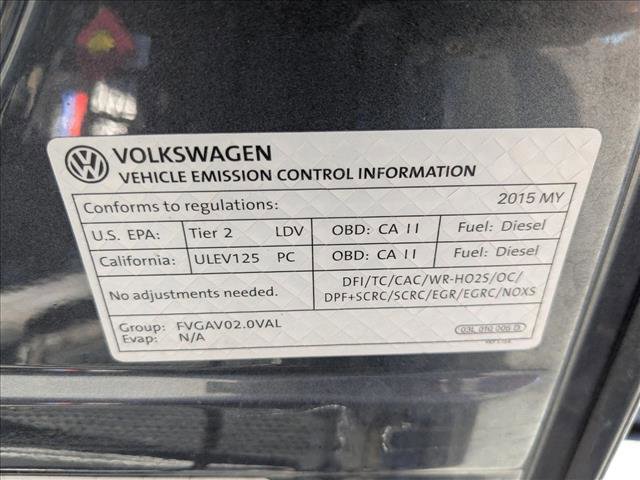 VOLKSWAGEN
VEHICLE EMISSION CONTROL INFORMATION
Conforms to regulations: 2015 MY
U.S. EPA: Tier 2 LDV OBD: CA II Fuel: Diesel
California: ULEV125 PC OBD: CA II Fuel: Diesel
No adjustments needed. DFI/TC/CAC/WR-HO2S/OC/
DPF+SCRC/SCRC/EGR/EGRC/NOXS
Group: FVGAV02.0VAL
Evap: N/A
03L 010 005 D